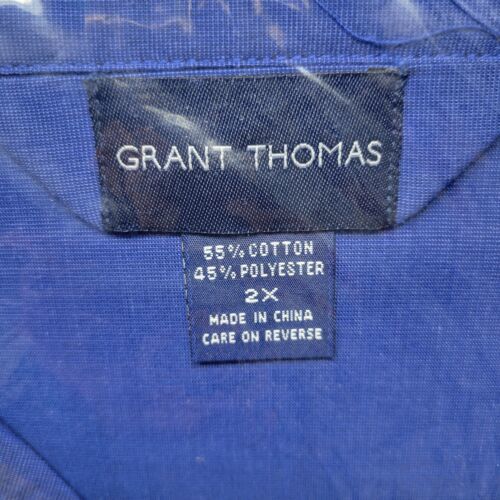 GRANT THOMAS
55% COTTON
45% POLYESTER
2X
MADE IN CHINA
CARE ON REVERSE